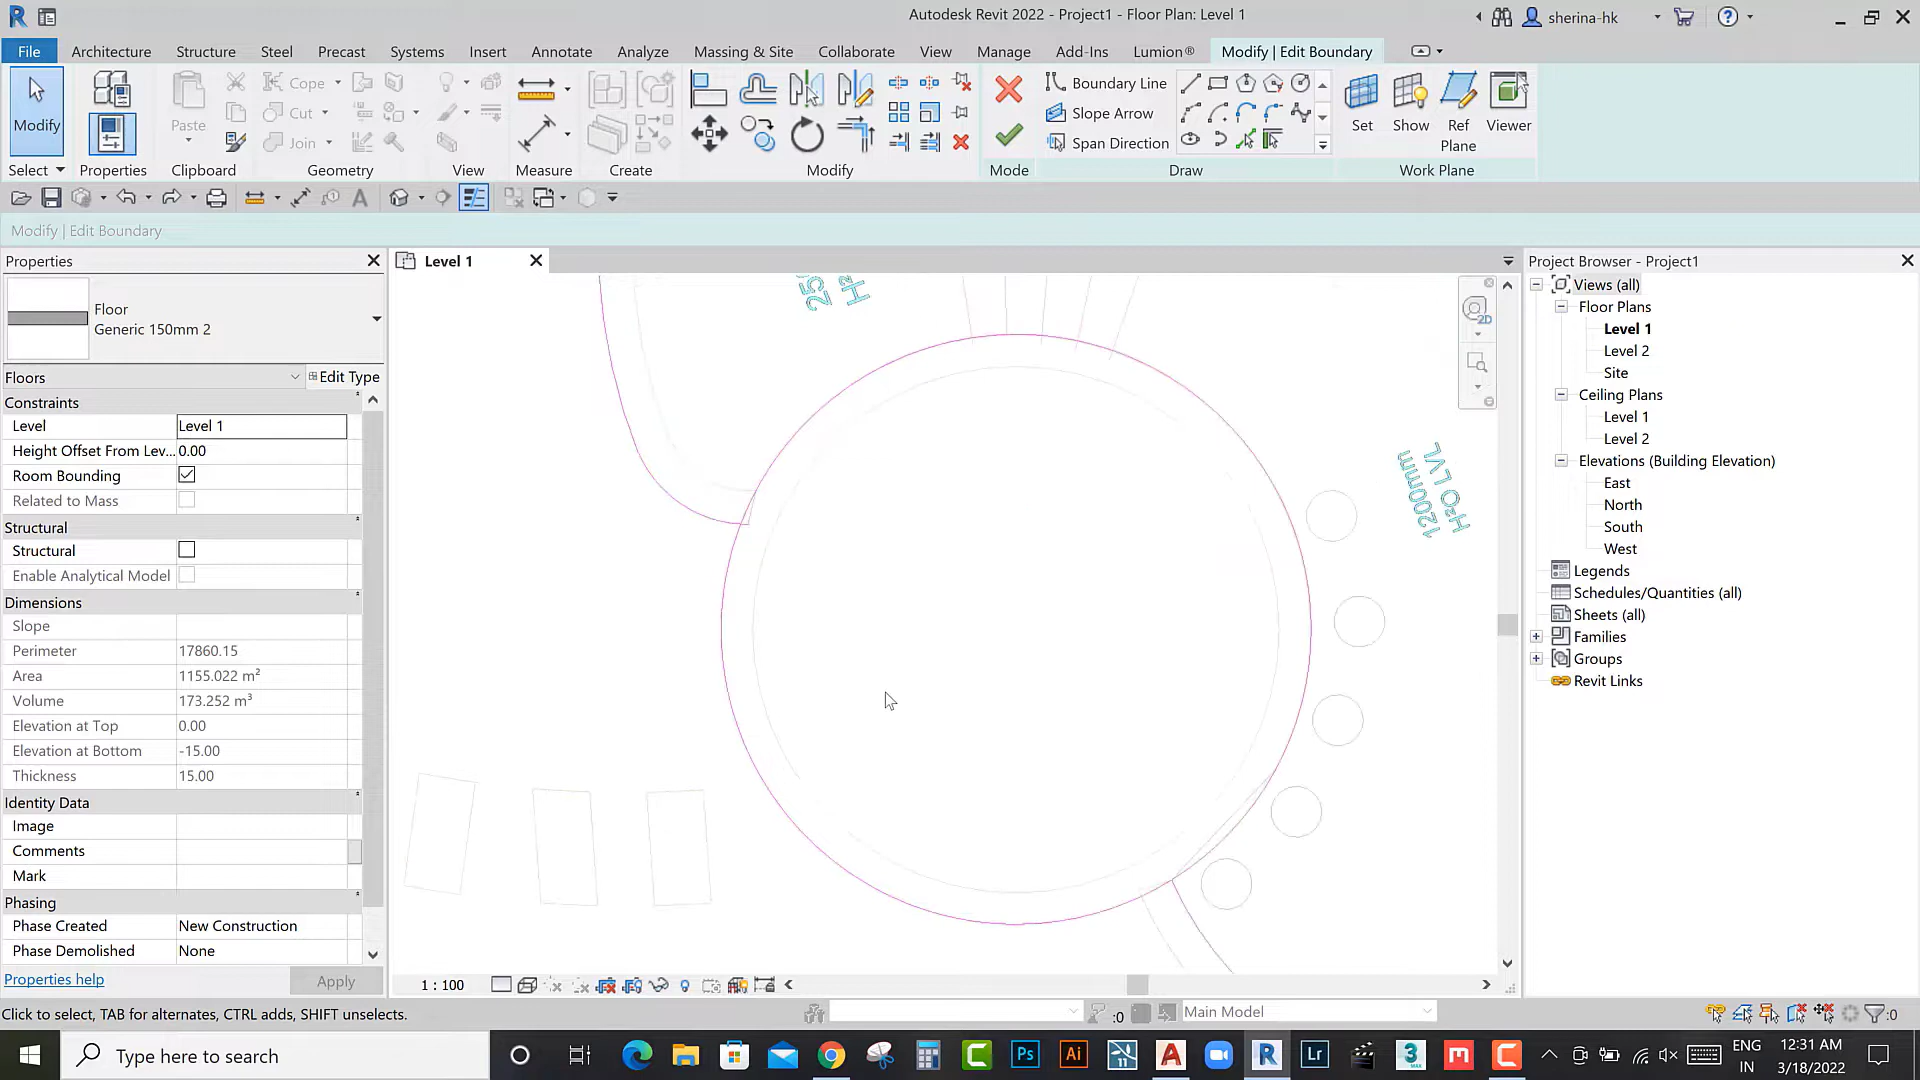 Autodesk Revit 2022 - Project1 - Floor Plan: Level 1
sherina-hk
File Architecture Structure Steel Precast Systems Insert Annotate Analyze Massing & Site Collaborate View Manage Add-Ins Lumion® Modify | Edit Boundary
Modify
Paste
Cope
Cut
Join
Boundary Line
Slope Arrow
Span Direction
Set
Show
Ref
Plane
Viewer
Select Properties Clipboard Geometry View Measure Create Modify Mode Draw Work Plane
Modify | Edit Boundary
Properties
Floor
Generic 150mm 2
Floors
Edit Type
Constraints
Level Level 1
Height Offset From Lev... 0.00
Room Bounding
Related to Mass
Structural
Structural
Enable Analytical Model
Dimensions
Slope
Perimeter 17860.15
Area 1155.022 m²
Volume 173.252 m³
Elevation at Top 0.00
Elevation at Bottom -15.00
Thickness 15.00
Identity Data
Image
Comments
Mark
Phasing
Phase Created New Construction
Phase Demolished None
Properties help
Apply
Level 1
2D
1200mm
H2O LVL
1 : 100
Project Browser - Project1
Views (all)
Floor Plans
Level 1
Level 2
Site
Ceiling Plans
Level 1
Level 2
Elevations (Building Elevation)
East
North
South
West
Legends
Schedules/Quantities (all)
Sheets (all)
Families
Groups
Revit Links
Click to select, TAB for alternates, CTRL adds, SHIFT unselects.
:0
Main Model
:0
Type here to search
Ps
Ai
Lr
ENG
IN
12:31 AM
3/18/2022